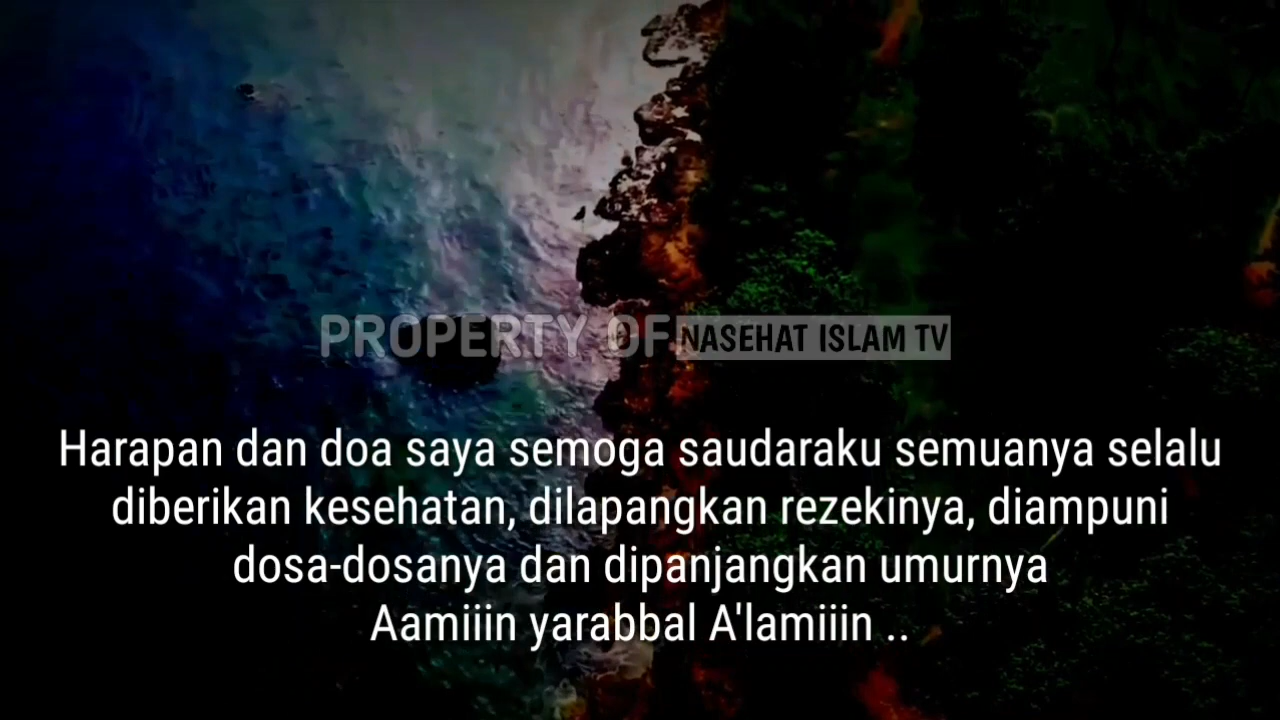 PROPERTY OF NASEHAT ISLAM TV
Harapan dan doa saya semoga saudaraku semuanya selalu
diberikan kesehatan, dilapangkan rezekinya, diampuni
dosa-dosanya dan dipanjangkan umurnya
Aamiiin yarabbal A'lamiiin ..